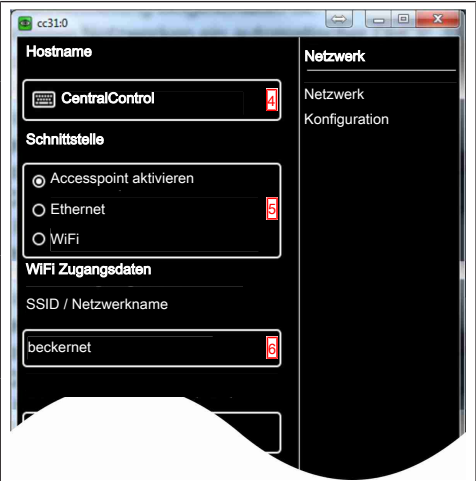 cc31:0
Hostname
CentralControl 4
Schnittstelle
Accesspoint aktivieren
Ethernet 5
WiFi
WiFi Zugangsdaten
SSID / Netzwerkname
beckernet 6
Netzwerk
Netzwerk
Konfiguration